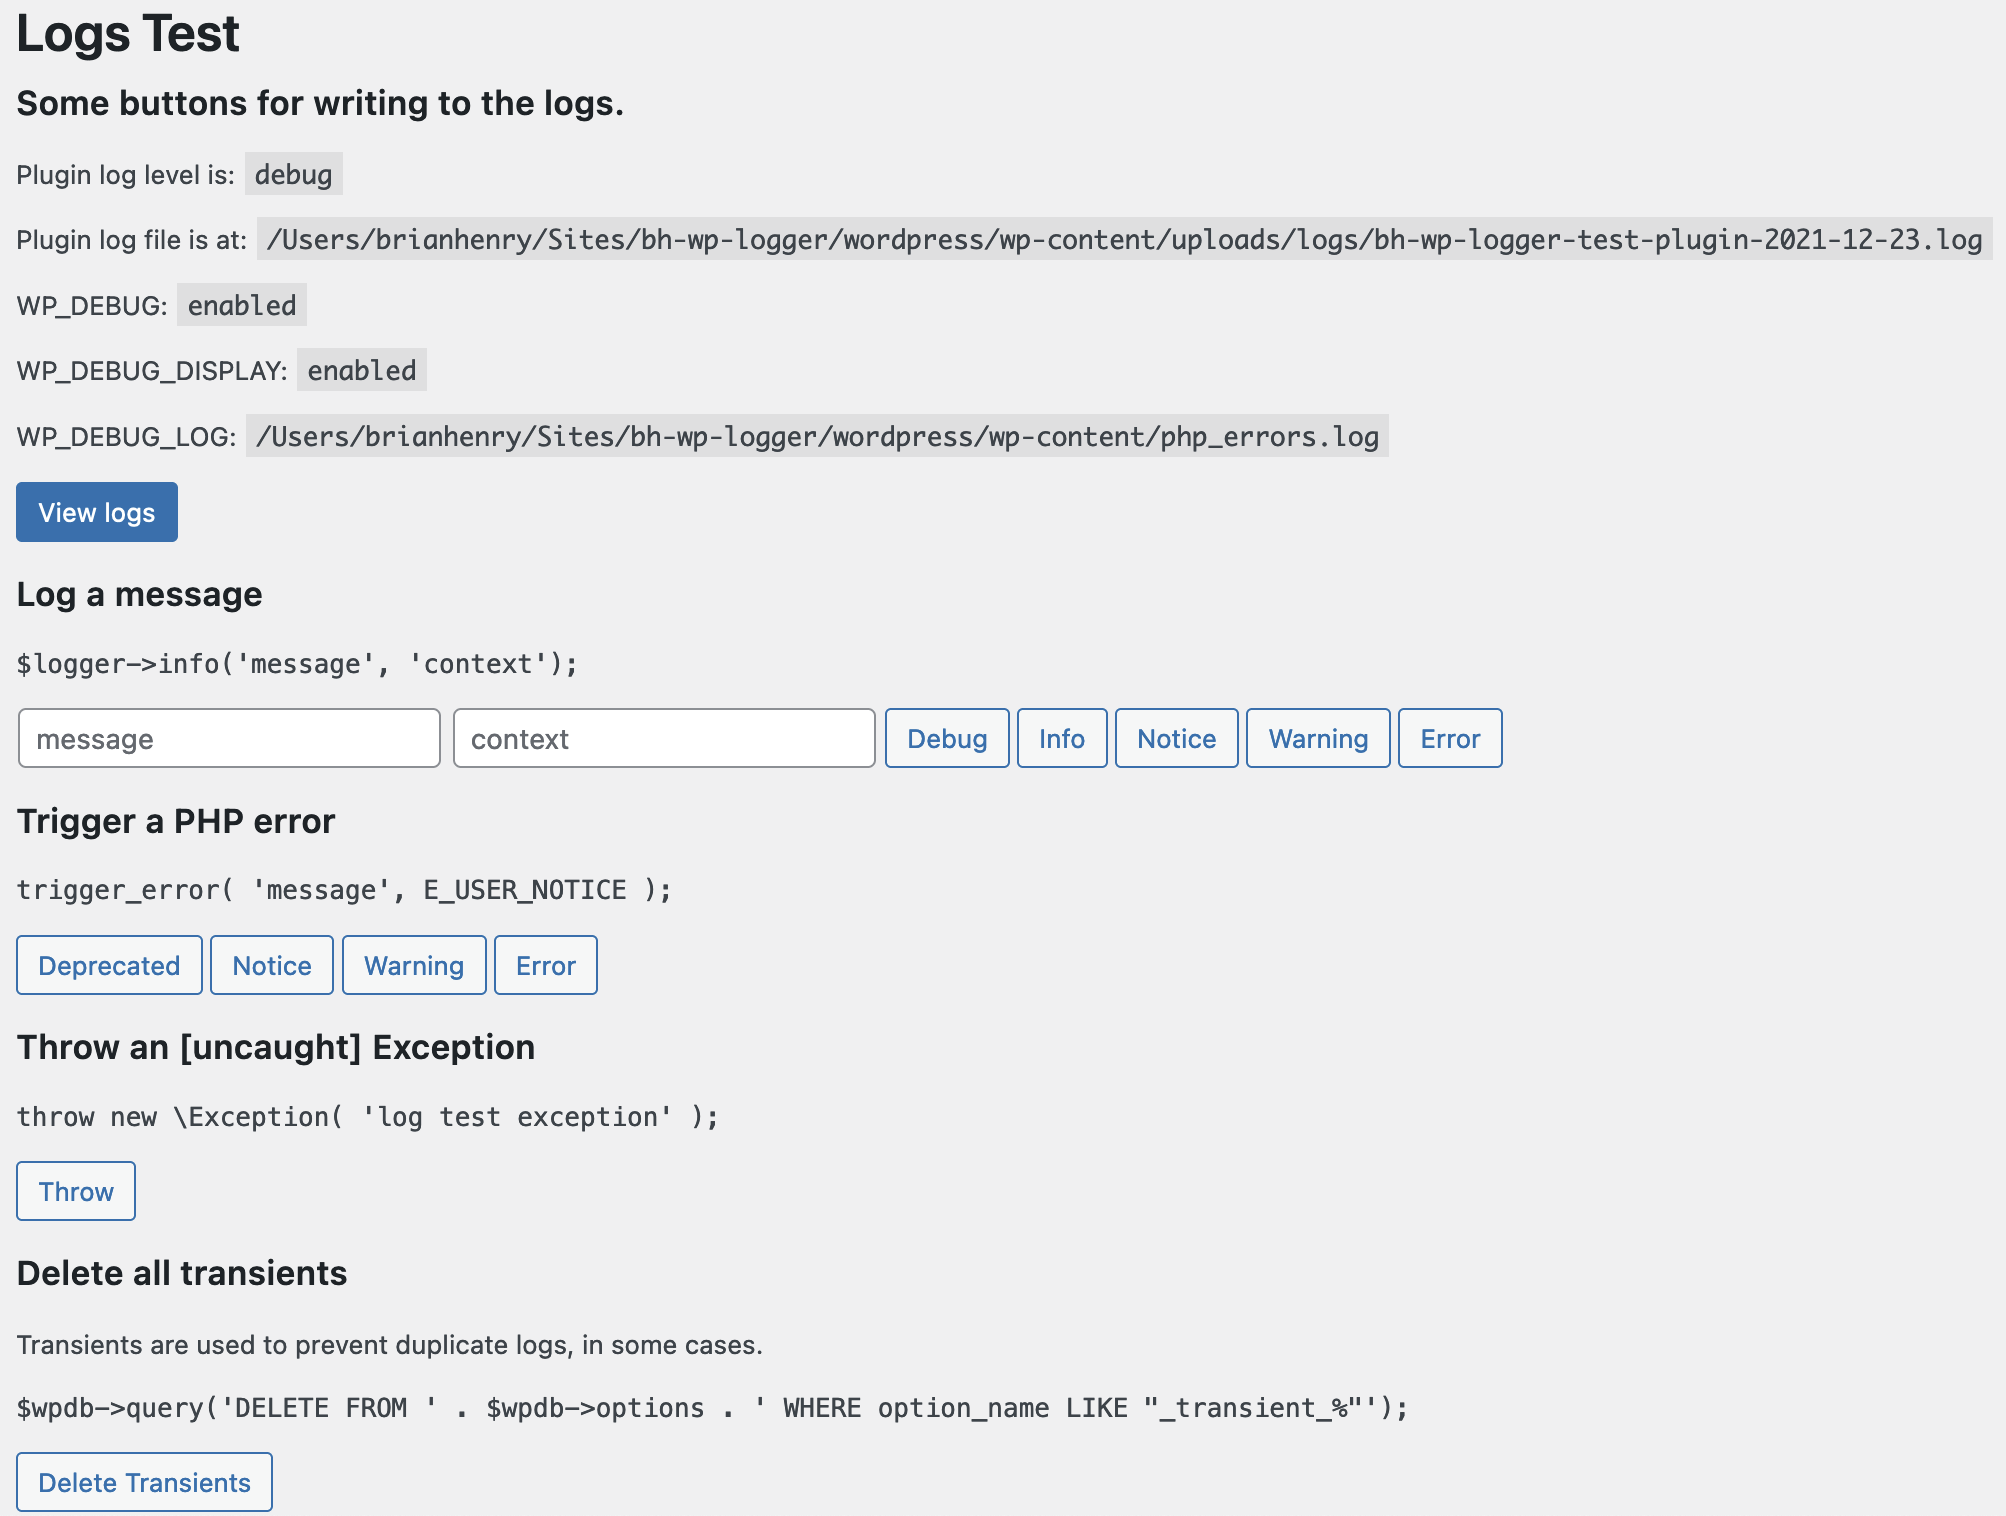 Logs Test
Some buttons for writing to the logs.
Plugin log level is: debug
Plugin log file is at: /Users/brianhenry/Sites/bh-wp-logger/wordpress/wp-content/uploads/logs/bh-wp-logger-test-plugin-2021-12-23.log
WP_DEBUG: enabled
WP_DEBUG_DISPLAY: enabled
WP_DEBUG_LOG: /Users/brianhenry/Sites/bh-wp-logger/wordpress/wp-content/php_errors.log
View logs
Log a message
$logger->info('message', 'context');
message context Debug Info Notice Warning Error
Trigger a PHP error
trigger_error( 'message', E_USER_NOTICE );
Deprecated Notice Warning Error
Throw an [uncaught] Exception
throw new \Exception( 'log test exception' );
Throw
Delete all transients
Transients are used to prevent duplicate logs, in some cases.
$wpdb->query('DELETE FROM ' . $wpdb->options . ' WHERE option_name LIKE "_transient_%"');
Delete Transients